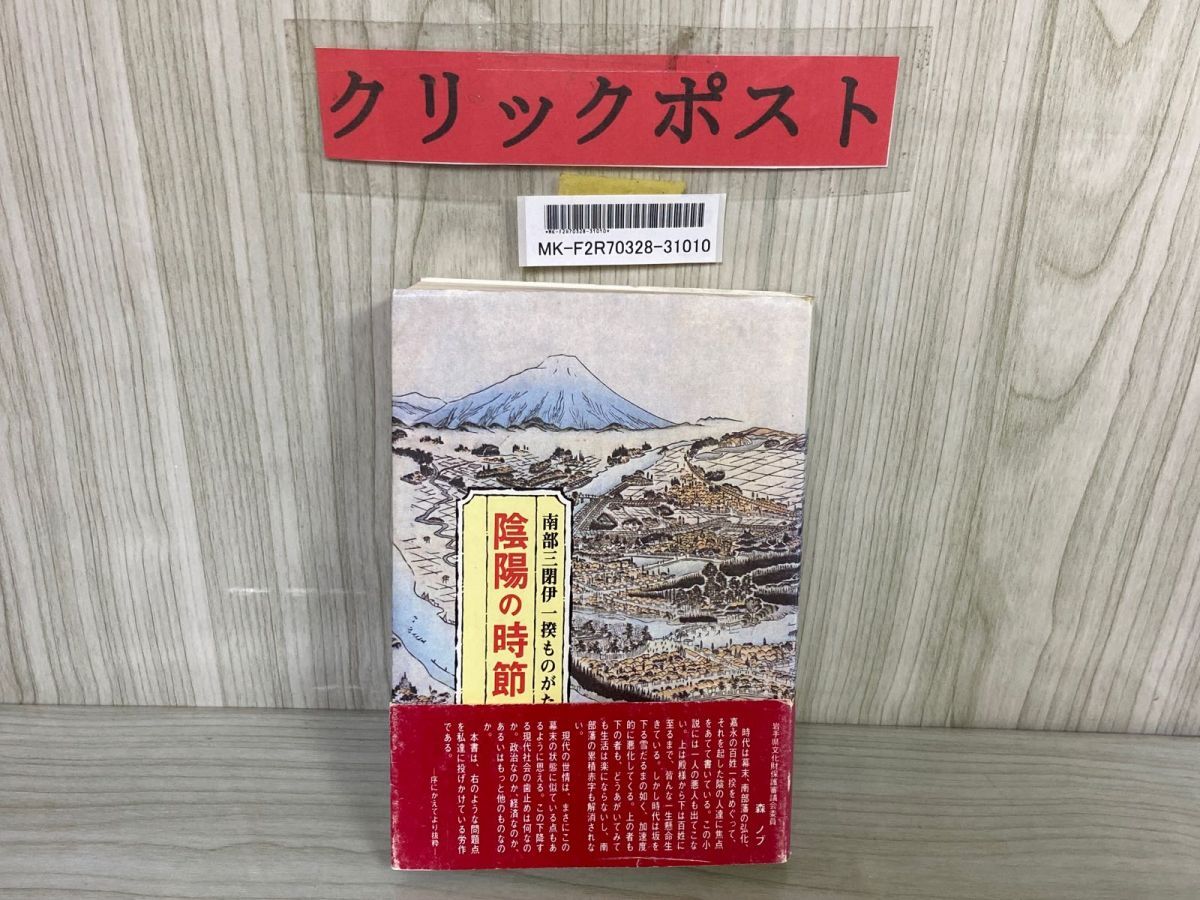 クリックポスト
*MK-F2R70328-31010*
MK-F2R70328-31010
南部三閉伊一揆ものがた
陰陽の時節
岩手県文化財保護審議会委員
森 ノブ
時代は幕末、南部藩の弘化、
嘉永の百姓一揆をめぐって、
それを起した陰の人達に焦点
をあてて書いている。この小
説には一人の悪人も出てこな
い。上は殿様から下は百姓に
至るまで、皆んな一生懸命生
きている。しかし時代は坂を
下る雪だるまの如く、加速度
的に悪化してくる。上の者も
下の者も、どうあがいてみて
も生活は楽にならないし、南
部藩の累積赤字も解消されな
い。
現代の世情は、まさにこの
幕末の状態に似ている点もあ
るように思える。この下降す
る現代社会の歯止めは何なの
か。政治なのか、経済なのか、
あるいはもっと他のものなの
か。
本書は、右のような問題点
を私達に投げかけている労作
である。
―序にかえてより抜粋―